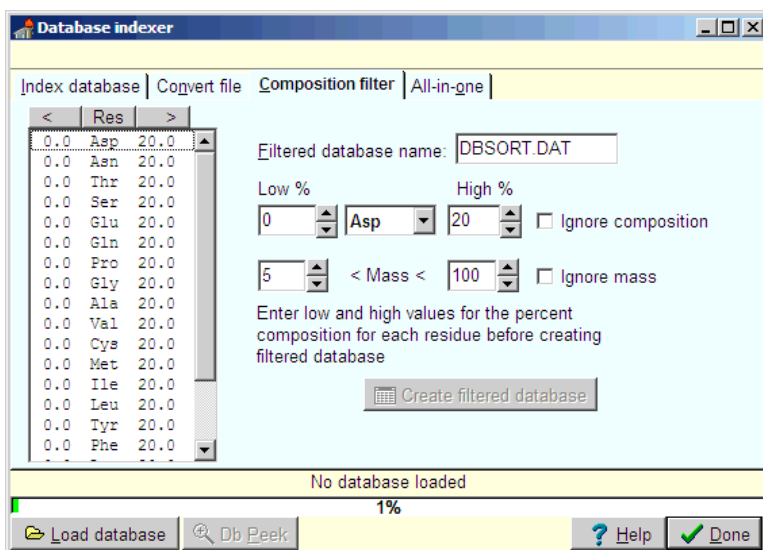 Database indexer
Index database Convert file Composition filter All-in-one
< Res >
0.0 Asp 20.0
0.0 Asn 20.0
0.0 Thr 20.0
0.0 Ser 20.0
0.0 Glu 20.0
0.0 Gln 20.0
0.0 Pro 20.0
0.0 Gly 20.0
0.0 Ala 20.0
0.0 Val 20.0
0.0 Cys 20.0
0.0 Met 20.0
0.0 Ile 20.0
0.0 Leu 20.0
0.0 Tyr 20.0
0.0 Phe 20.0
Filtered database name: DBSORT.DAT
Low % High %
0 Asp 20 Ignore composition
5 < Mass < 100 Ignore mass
Enter low and high values for the percent
composition for each residue before creating
filtered database
Create filtered database
No database loaded
1%
Load database Db Peek ? Help Done